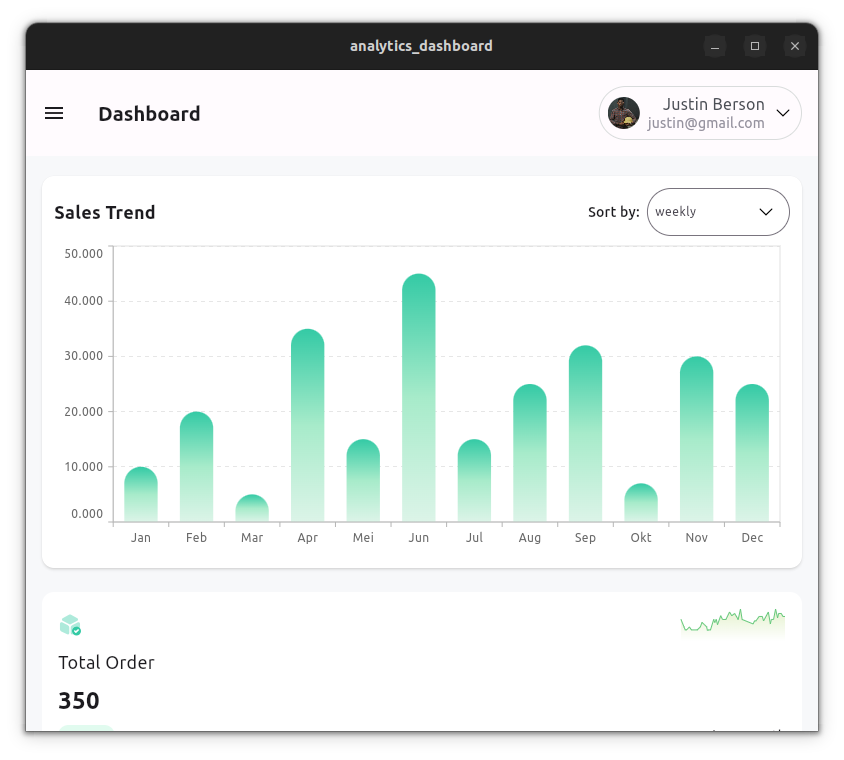 analytics_dashboard
Dashboard
Justin Berson
justin@gmail.com
Sales Trend
Sort by:
weekly
50.000
40.000
30.000
20.000
10.000
0.000
Jan Feb Mar Apr Mei Jun Jul Aug Sep Okt Nov Dec
Total Order
350